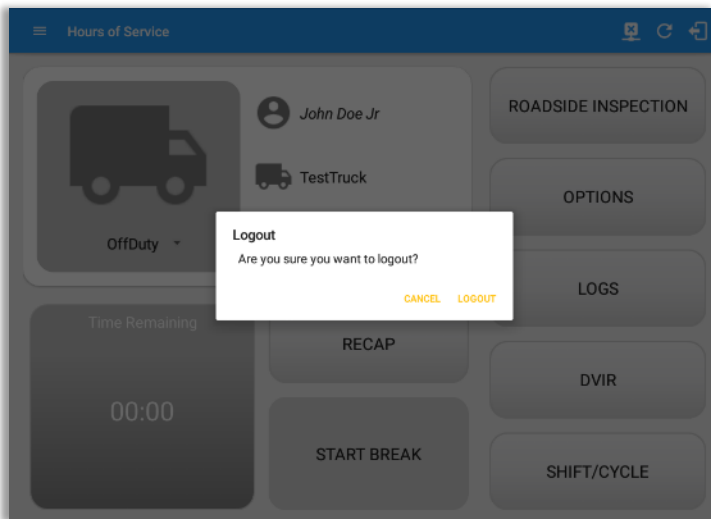 Hours of Service
John Doe Jr
TestTruck
OffDuty
Time Remaining
00:00
Logout
Are you sure you want to logout?
CANCEL LOGOUT
RECAP
START BREAK
ROADSIDE INSPECTION
OPTIONS
LOGS
DVIR
SHIFT/CYCLE